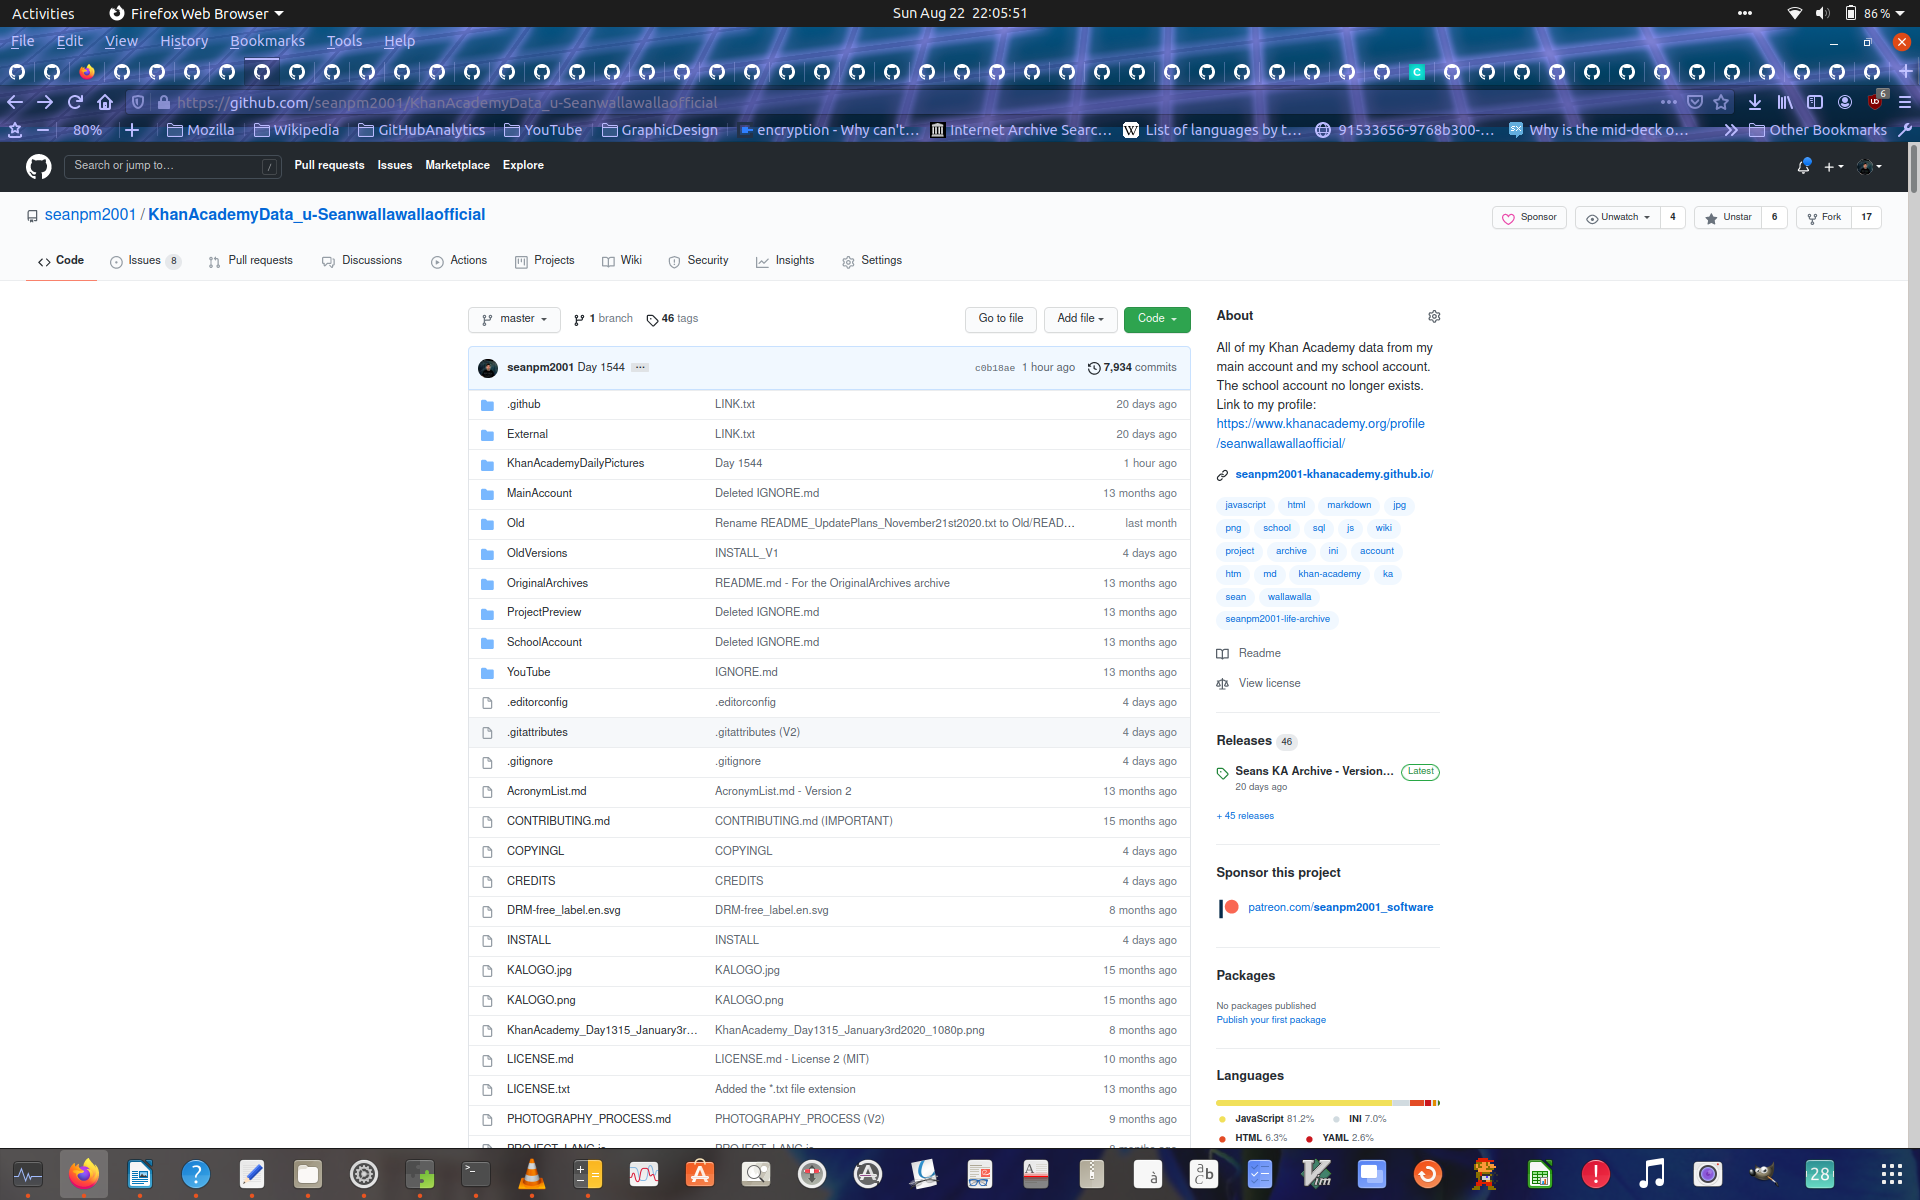 Activities Firefox Web Browser Sun Aug 22 22:05:51 86 %
File Edit View History Bookmarks Tools Help
https://github.com/seanpm2001/KhanAcademyData_u-Seanwallawallaofficial 6
80% Mozilla Wikipedia GitHubAnalytics YouTube GraphicDesign encryption - Why can't... Internet Archive Searc... List of languages by t... 91533656-9768b300-... Why is the mid-deck o... Other Bookmarks
Search or jump to... / Pull requests Issues Marketplace Explore
seanpm2001 / KhanAcademyData_u-Seanwallawallaofficial Sponsor Unwatch 4 Unstar 6 Fork 17
Code Issues 8 Pull requests Discussions Actions Projects Wiki Security Insights Settings
master 1 branch 46 tags Go to file Add file Code
seanpm2001 Day 1544 ... c0b18ae 1 hour ago 7,934 commits
.github LINK.txt 20 days ago
External LINK.txt 20 days ago
KhanAcademyDailyPictures Day 1544 1 hour ago
MainAccount Deleted IGNORE.md 13 months ago
Old Rename README_UpdatePlans_November21st2020.txt to Old/READ... last month
OldVersions INSTALL_V1 4 days ago
OriginalArchives README.md - For the OriginalArchives archive 13 months ago
ProjectPreview Deleted IGNORE.md 13 months ago
SchoolAccount Deleted IGNORE.md 13 months ago
YouTube IGNORE.md 13 months ago
.editorconfig .editorconfig 4 days ago
.gitattributes .gitattributes (V2) 4 days ago
.gitignore .gitignore 4 days ago
AcronymList.md AcronymList.md - Version 2 13 months ago
CONTRIBUTING.md CONTRIBUTING.md (IMPORTANT) 15 months ago
COPYINGL COPYINGL 4 days ago
CREDITS CREDITS 4 days ago
DRM-free_label.en.svg DRM-free_label.en.svg 8 months ago
INSTALL INSTALL 4 days ago
KALOGO.jpg KALOGO.jpg 15 months ago
KALOGO.png KALOGO.png 15 months ago
KhanAcademy_Day1315_January3r... KhanAcademy_Day1315_January3rd2020_1080p.png 8 months ago
LICENSE.md LICENSE.md - License 2 (MIT) 10 months ago
LICENSE.txt Added the *.txt file extension 13 months ago
PHOTOGRAPHY_PROCESS.md PHOTOGRAPHY_PROCESS (V2) 9 months ago
About
All of my Khan Academy data from my
main account and my school account.
The school account no longer exists.
Link to my profile:
https://www.khanacademy.org/profile
/seanwallawallaofficial/
seanpm2001-khanacademy.github.io/
javascript html markdown jpg
png school sql js wiki
project archive ini account
htm md khan-academy ka
sean wallawalla
seanpm2001-life-archive
Readme
View license
Releases 46
Seans KA Archive - Version... Latest
20 days ago
+ 45 releases
Sponsor this project
patreon.com/seanpm2001_software
Packages
No packages published
Publish your first package
Languages
JavaScript 81.2% INI 7.0%
HTML 6.3% YAML 2.6%
28